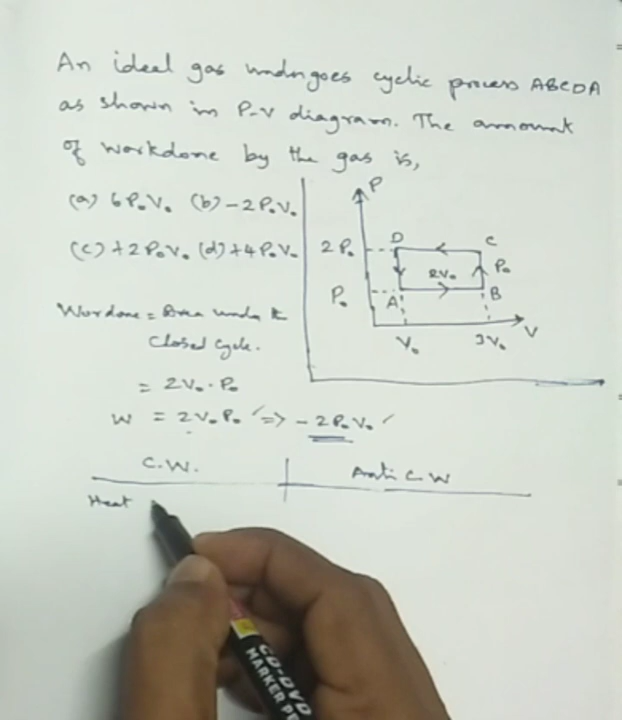 An ideal gas undergoes cyclic process ABCDA
as shown in P-V diagram. The amount
of workdone by the gas is,
(a) 6P₀V₀ (b) -2P₀V₀
(c) +2P₀V₀ (d) +4P₀V₀
P
2P₀ D C
2V₀ P₀
P₀ A B
V₀ 3V₀ V
Wordone = Area under the
Closed Cycle.
= 2V₀ · P₀
W = 2V₀P₀ ✓ => -2P₀V₀ ✓
C.W. Anti C W
Heat
CD-DVD
MARKER PE